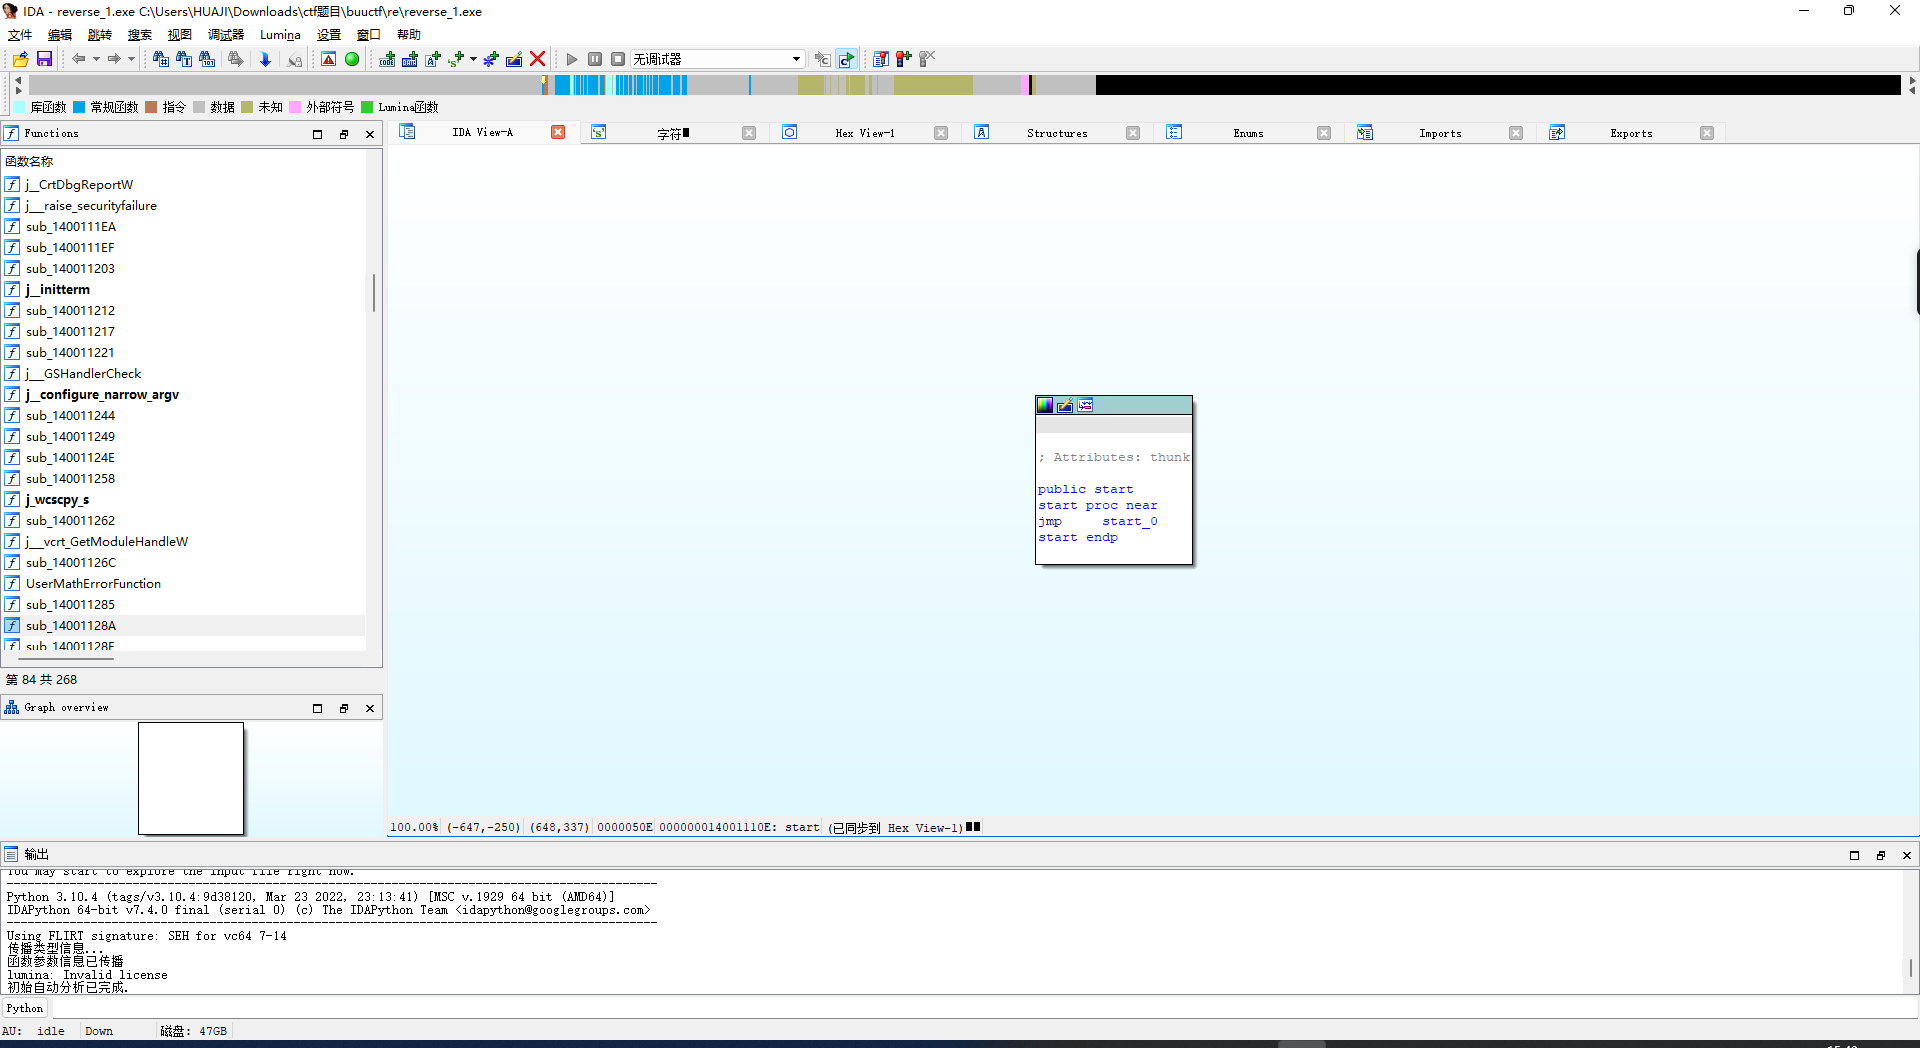 IDA - reverse_1.exe C:\Users\HUAJI\Downloads\ctf题目\buuctf\re\reverse_1.exe
文件 编辑 跳转 搜索 视图 调试器 Lumina 设置 窗口 帮助
无调试器
库函数 常规函数 指令 数据 未知 外部符号 Lumina函数
Functions
函数名称
j__CrtDbgReportW
j___raise_securityfailure
sub_1400111EA
sub_1400111EF
sub_140011203
j__initterm
sub_140011212
sub_140011217
sub_140011221
j___GSHandlerCheck
j__configure_narrow_argv
sub_140011244
sub_140011249
sub_14001124E
sub_140011258
j_wcscpy_s
sub_140011262
j___vcrt_GetModuleHandleW
sub_14001126C
UserMathErrorFunction
sub_140011285
sub_14001128A
sub_14001128F
第 84 共 268
Graph overview
IDA View-A 字符 Hex View-1 Structures Enums Imports Exports
; Attributes: thunk
public start
start proc near
jmp start_0
start endp
100.00% (-647,-250) (648,337) 0000050E 000000014001110E: start (已同步到 Hex View-1)
输出
You may start to explore the input file right now.
Python 3.10.4 (tags/v3.10.4:9d38120, Mar 23 2022, 23:13:41) [MSC v.1929 64 bit (AMD64)]
IDAPython 64-bit v7.4.0 final (serial 0) (c) The IDAPython Team <idapython@googlegroups.com>
Using FLIRT signature: SEH for vc64 7-14
传播类型信息...
函数参数信息已传播
lumina: Invalid license
初始自动分析已完成.
Python
AU: idle Down 磁盘: 47GB